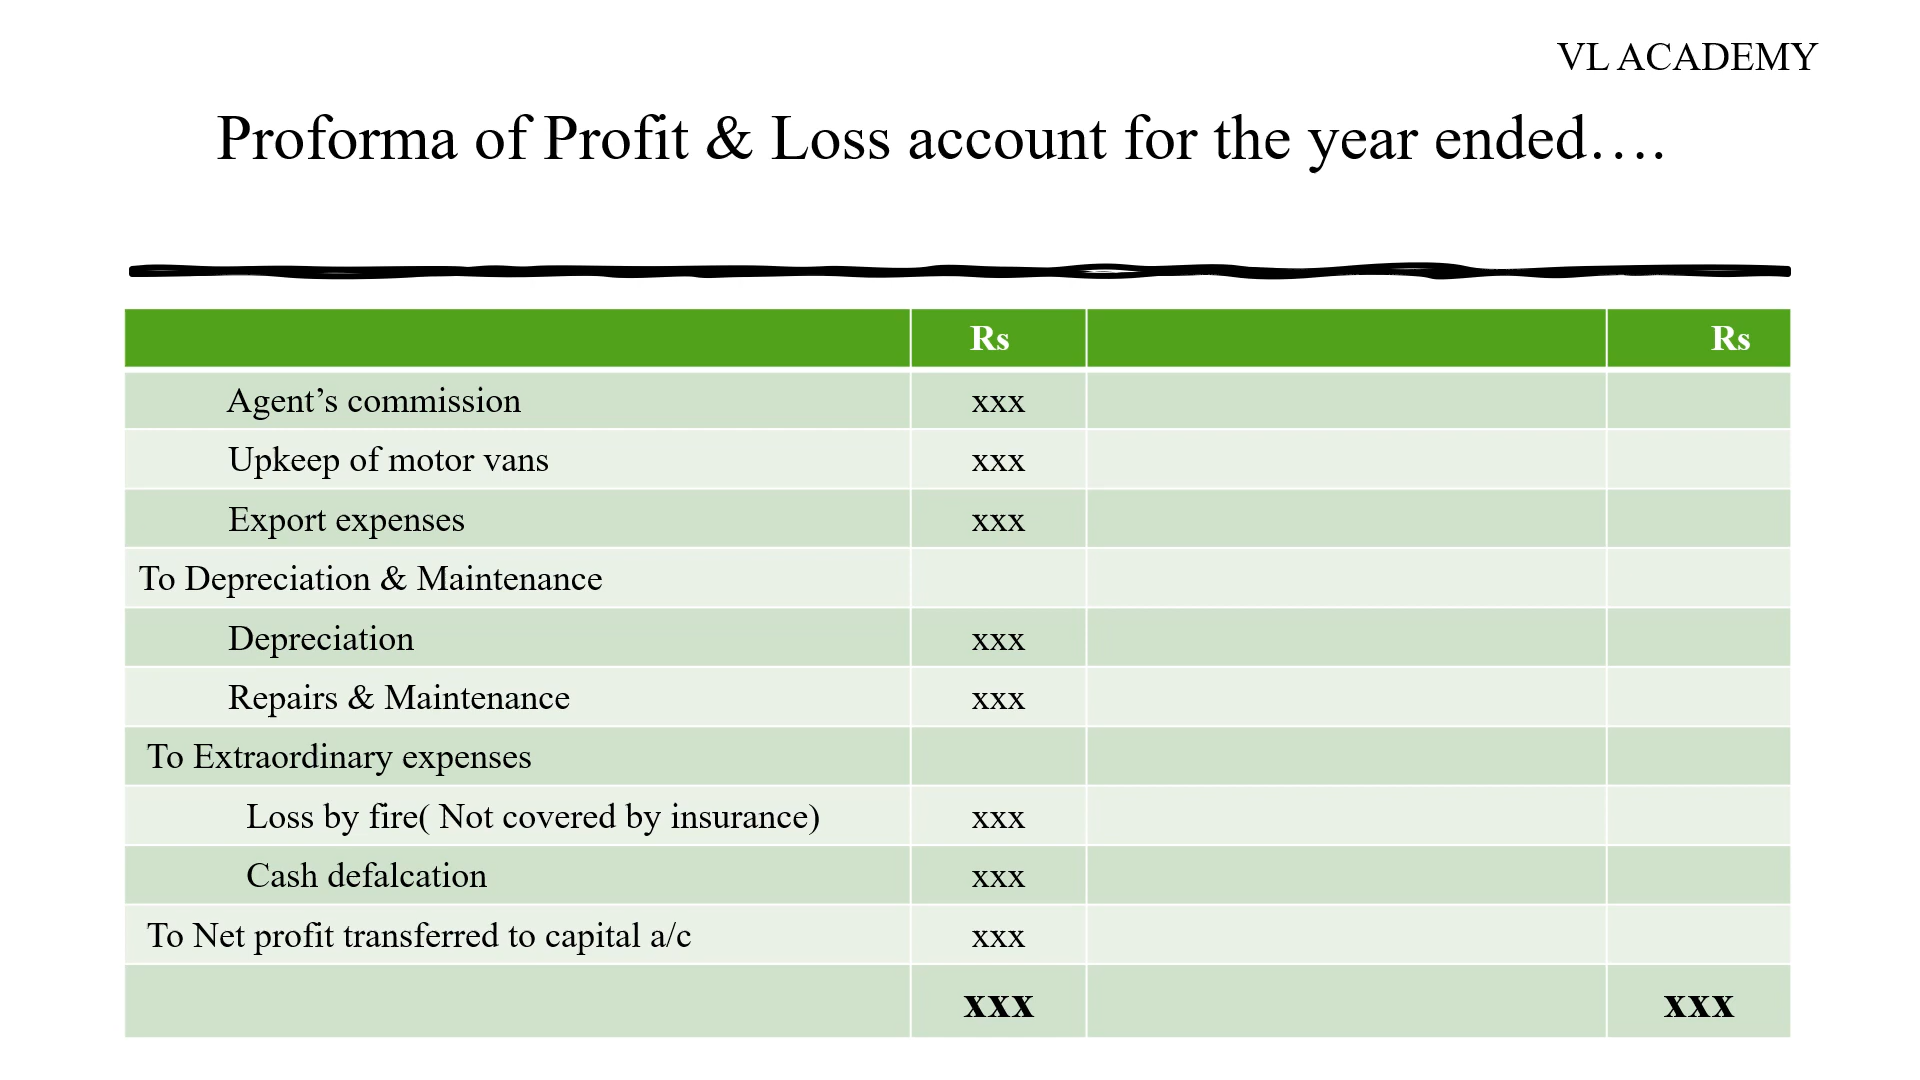 VL ACADEMY
Proforma of Profit & Loss account for the year ended….
Rs Rs
Agent’s commission xxx
Upkeep of motor vans xxx
Export expenses xxx
To Depreciation & Maintenance
Depreciation xxx
Repairs & Maintenance xxx
To Extraordinary expenses
Loss by fire( Not covered by insurance) xxx
Cash defalcation xxx
To Net profit transferred to capital a/c xxx
xxx xxx